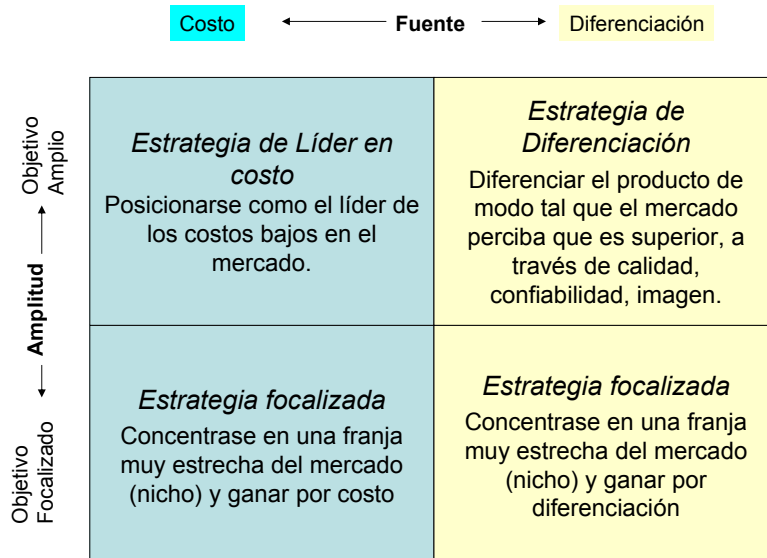 Costo
Fuente
Diferenciación
Objetivo
Amplio
Amplitud
Objetivo
Focalizado
Estrategia de Líder en
costo
Posicionarse como el líder de
los costos bajos en el
mercado.
Estrategia de
Diferenciación
Diferenciar el producto de
modo tal que el mercado
perciba que es superior, a
través de calidad,
confiabilidad, imagen.
Estrategia focalizada
Concentrase en una franja
muy estrecha del mercado
(nicho) y ganar por costo
Estrategia focalizada
Concentrase en una franja
muy estrecha del mercado
(nicho) y ganar por
diferenciación